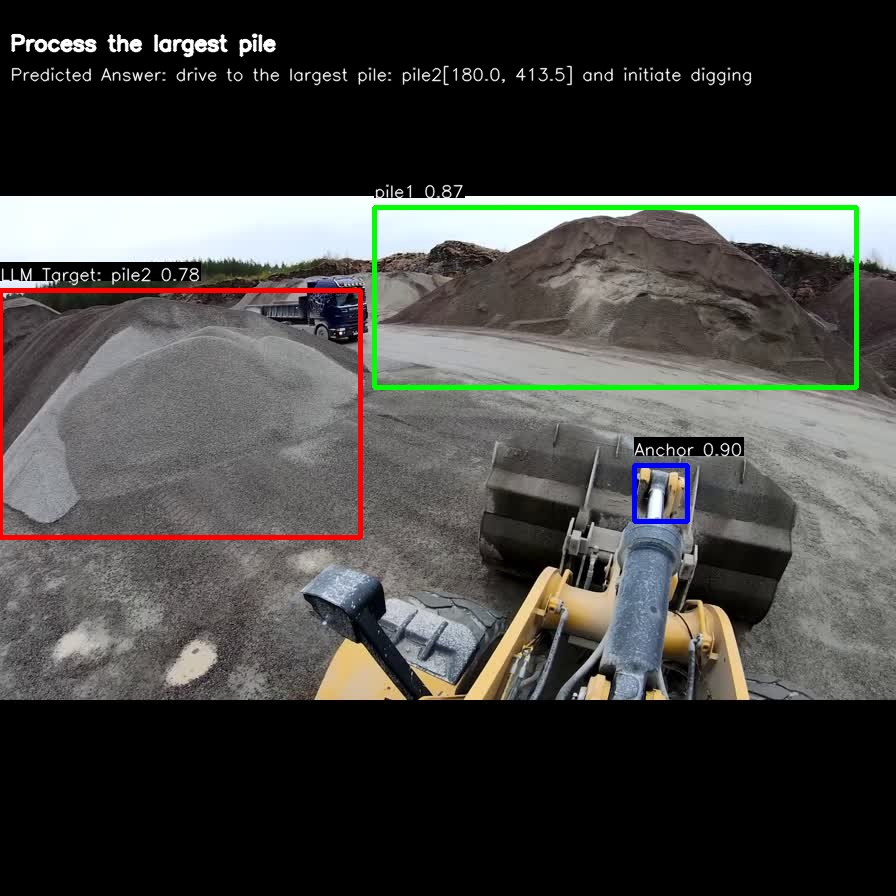 Process the largest pile
Predicted Answer: drive to the largest pile: pile2[180.0, 413.5] and initiate digging
pile1 0.87
LLM Target: pile2 0.78
Anchor 0.90